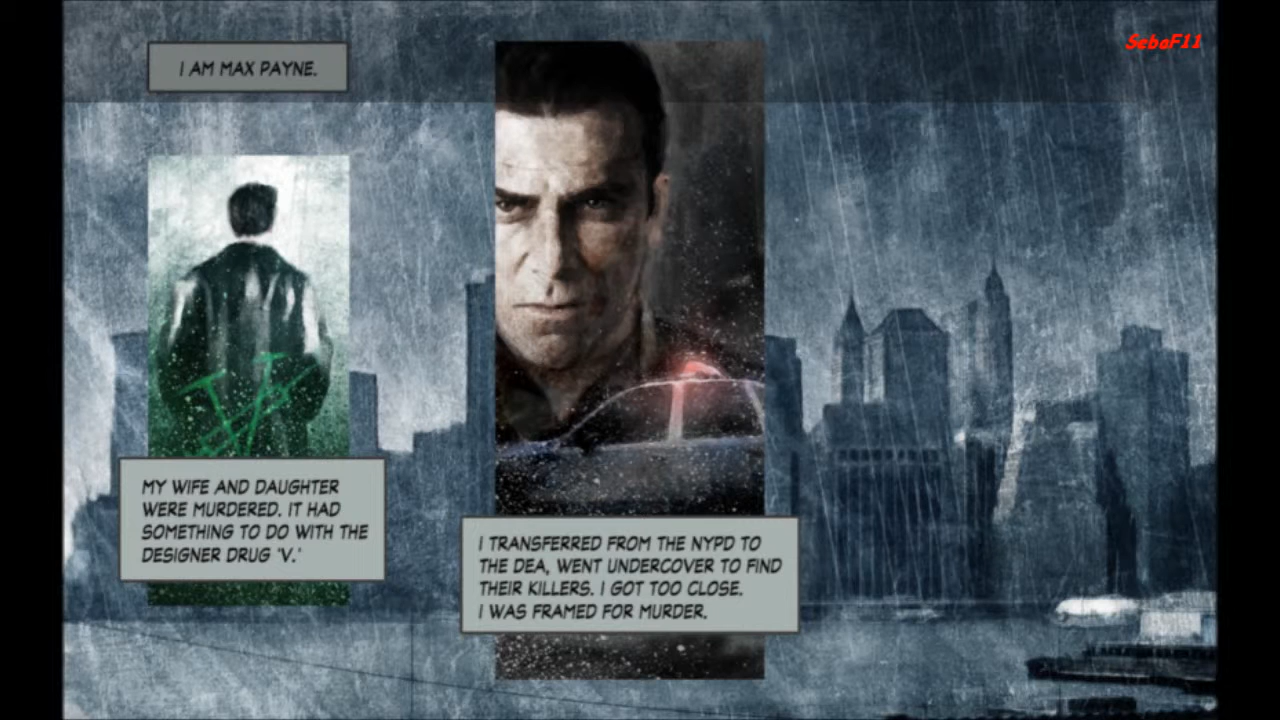 I AM MAX PAYNE.
SebaF11
MY WIFE AND DAUGHTER
WERE MURDERED. IT HAD
SOMETHING TO DO WITH THE
DESIGNER DRUG 'V.'
I TRANSFERRED FROM THE NYPD TO
THE DEA, WENT UNDERCOVER TO FIND
THEIR KILLERS. I GOT TOO CLOSE.
I WAS FRAMED FOR MURDER.